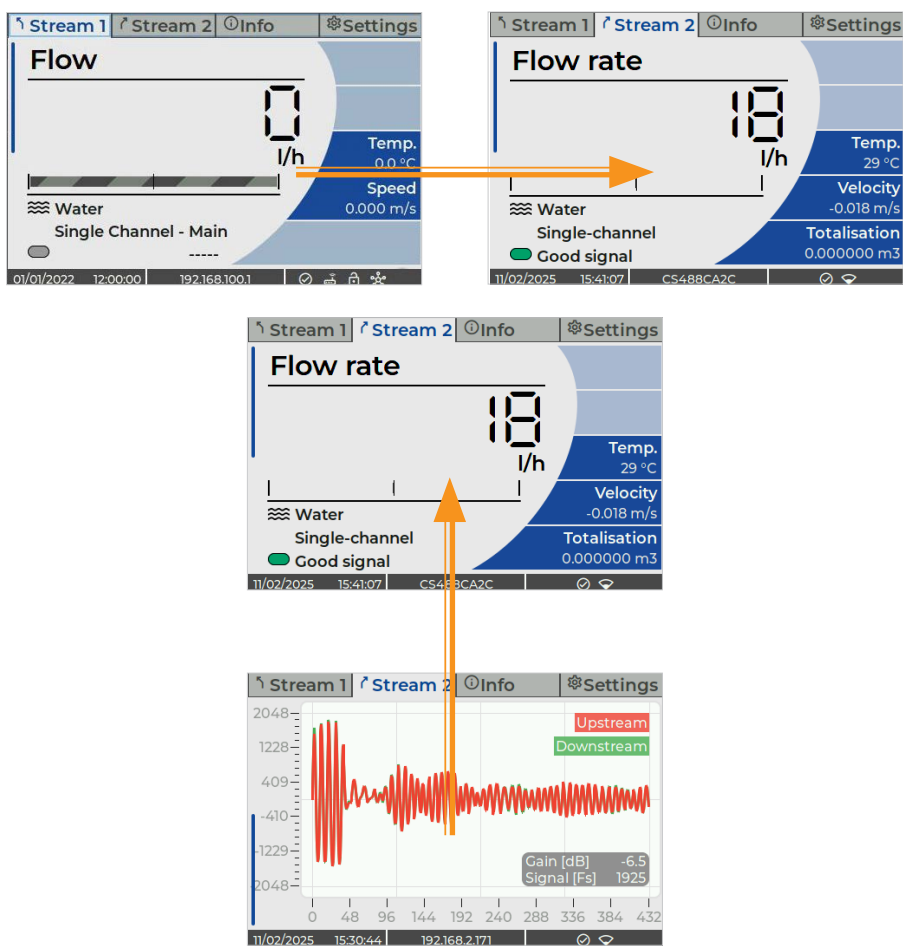 Stream 1 Stream 2 Info Settings
Flow
0
l/h
Temp.
0.0 °C
Speed
0.000 m/s
Water
Single Channel - Main
-----
01/01/2022 12:00:00 192.168.100.1
Stream 1 Stream 2 Info Settings
Flow rate
18
l/h
Temp.
29 °C
Velocity
-0.018 m/s
Water
Single-channel
Totalisation
Good signal
0.000000 m3
11/02/2025 15:41:07 CS488CA2C
Stream 1 Stream 2 Info Settings
Flow rate
18
l/h
Temp.
29 °C
Velocity
-0.018 m/s
Water
Single-channel
Totalisation
Good signal
0.000000 m3
11/02/2025 15:41:07 CS488CA2C
Stream 1 Stream 2 Info Settings
2048
Upstream
1228
Downstream
409
-410
-1229
Gain [dB] -6.5
Signal [Fs] 1925
2048
0 48 96 144 192 240 288 336 384 432
11/02/2025 15:30:44 192.168.2.171